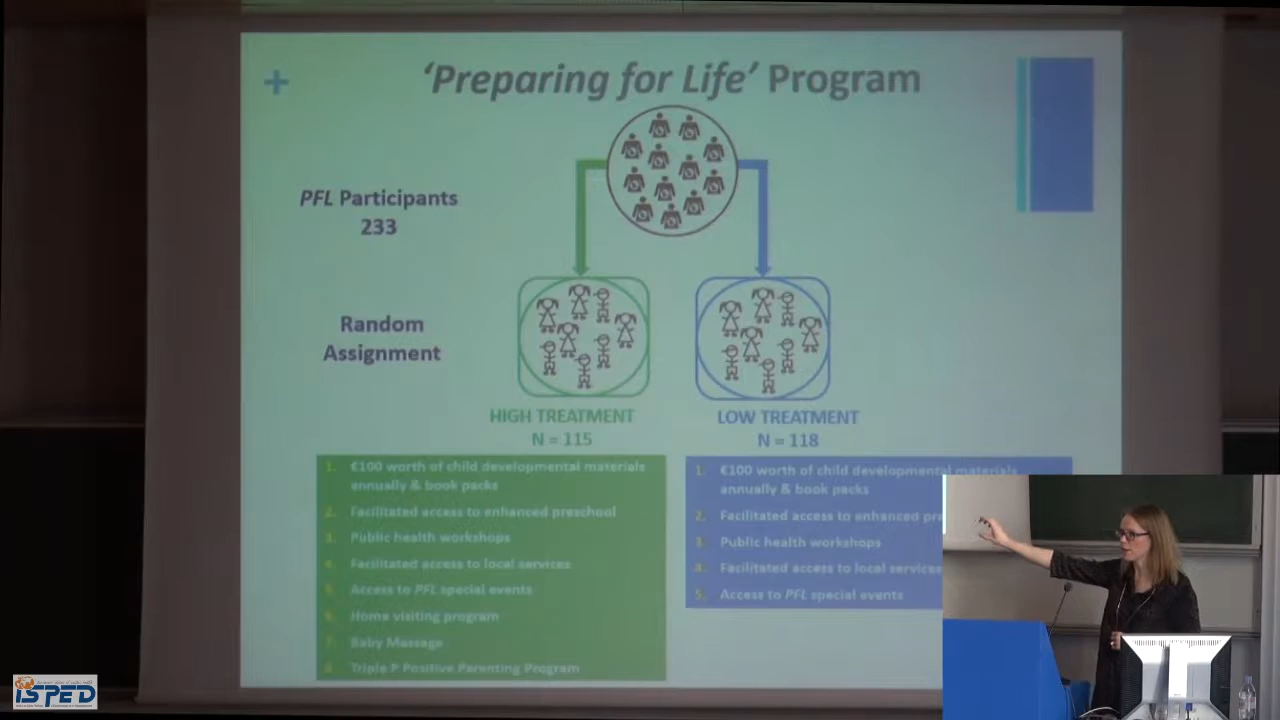 +
‘Preparing for Life’ Program
PFL Participants
233
Random
Assignment
HIGH TREATMENT
N = 115
LOW TREATMENT
N = 118
1. €100 worth of child developmental materials
annually & book packs
2. Facilitated access to enhanced preschool
3. Public health workshops
4. Facilitated access to local services
5. Access to PFL special events
6. Home visiting program
7. Baby Massage
8. Triple P Positive Parenting Program
1. €100 worth of child developmental materials
annually & book packs
2. Facilitated access to enhanced pre
3. Public health workshops
4. Facilitated access to local services
5. Access to PFL special events
ISPED